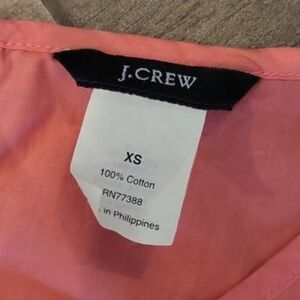 J.CREW
XS
100% Cotton
RN77388
in Philippines